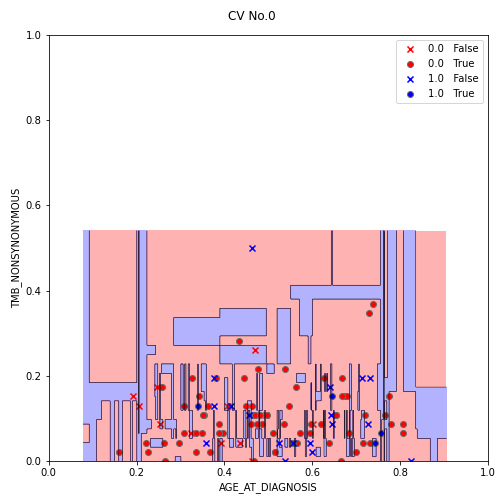 CV No.0
1.0
0.0   False
0.0   True
1.0   False
1.0   True
0.8
0.6
TMB_NONSYNONYMOUS
0.4
0.2
0.0
0.0 0.2 0.4 0.6 0.8 1.0
AGE_AT_DIAGNOSIS